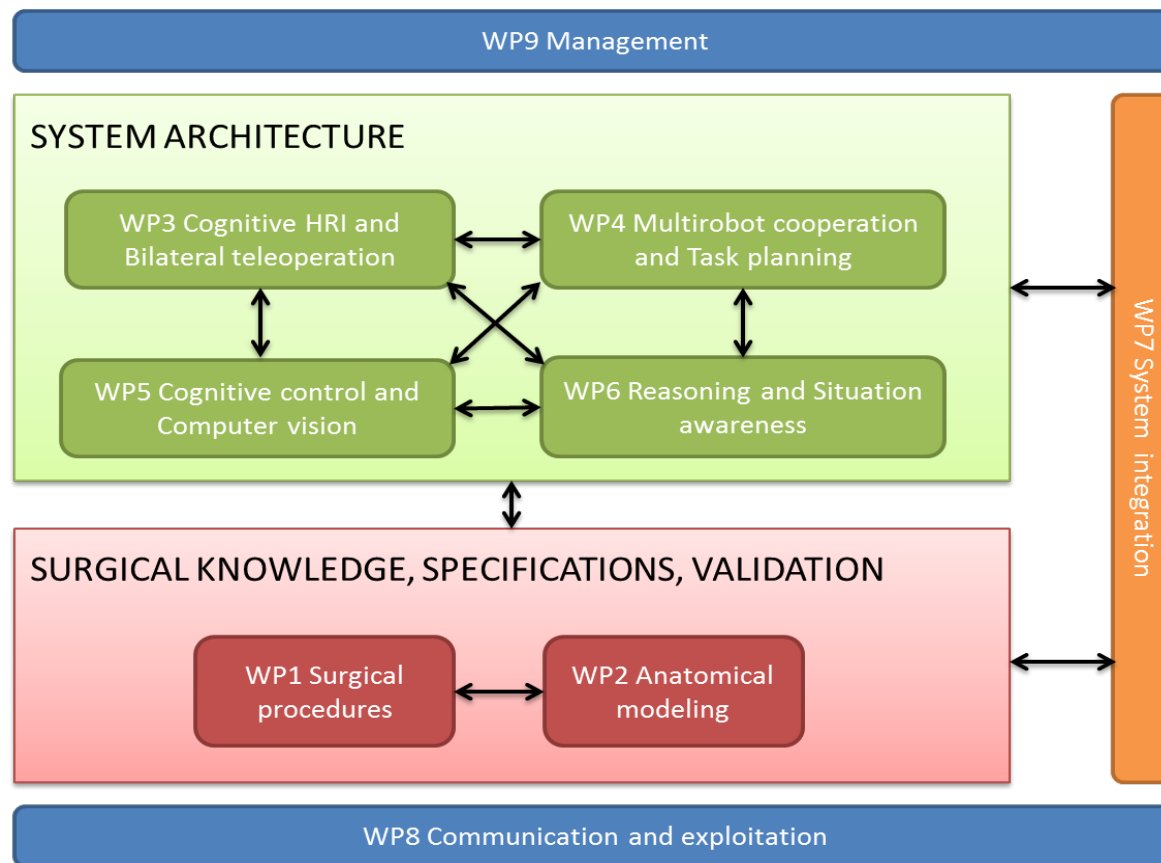 WP9 Management
SYSTEM ARCHITECTURE
WP3 Cognitive HRI and
Bilateral teleoperation
WP4 Multirobot cooperation
and Task planning
WP5 Cognitive control and
Computer vision
WP6 Reasoning and Situation
awareness
WP7 System integration
SURGICAL KNOWLEDGE, SPECIFICATIONS, VALIDATION
WP1 Surgical
procedures
WP2 Anatomical
modeling
WP8 Communication and exploitation